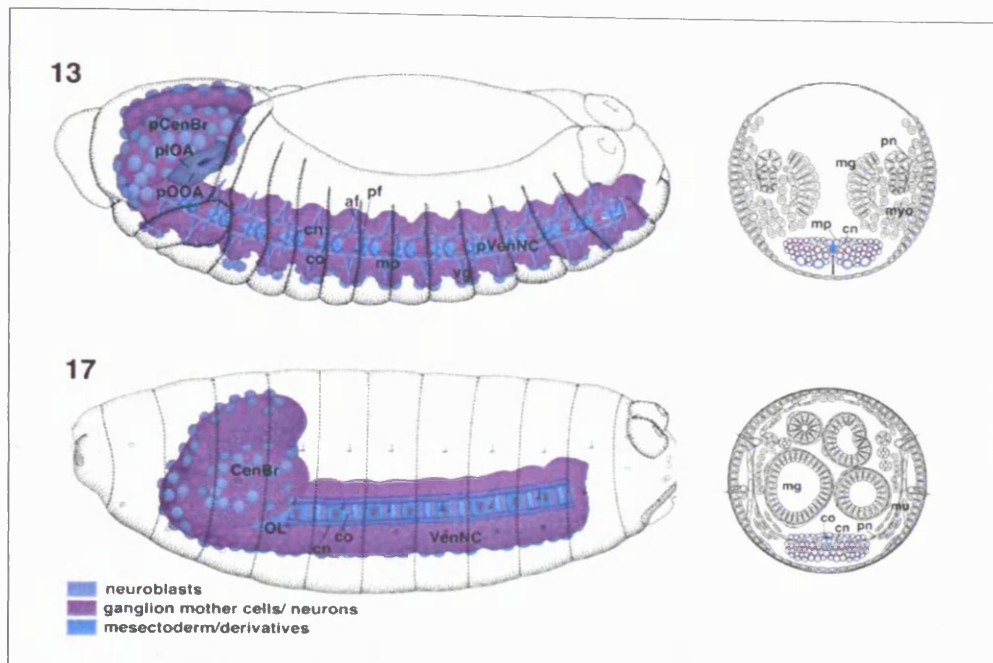 13
pCenBr
pIOA
pOOA
af pf
cn
co
mp
pVenNC
vg
mg
pn
myo
mp cn
17
CenBr
OL
cn
co
VenNC
mg
mu
co
cn
pn
neuroblasts
ganglion mother cells/ neurons
mesectoderm/derivatives